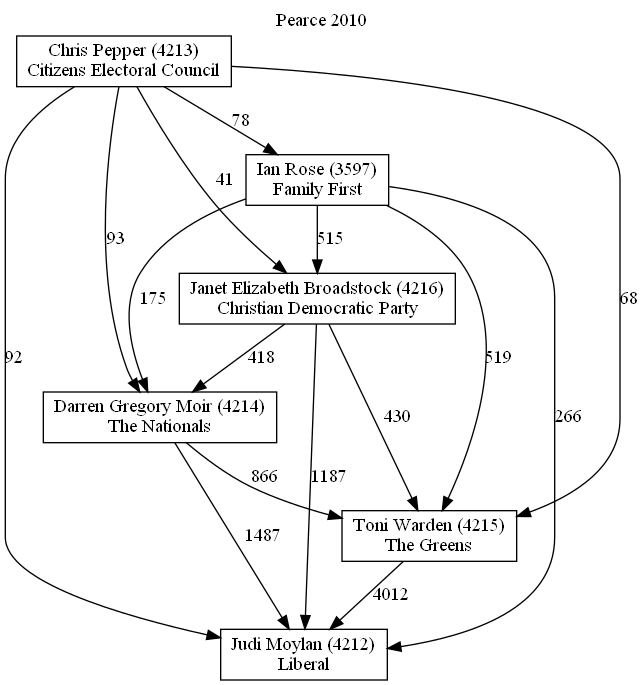 Pearce 2010
Chris Pepper (4213)
Citizens Electoral Council
78
Ian Rose (3597)
Family First
41
93
515
175
68
Janet Elizabeth Broadstock (4216)
Christian Democratic Party
92
418
519
Darren Gregory Moir (4214)
The Nationals
430
266
866
1187
Toni Warden (4215)
The Greens
1487
4012
Judi Moylan (4212)
Liberal